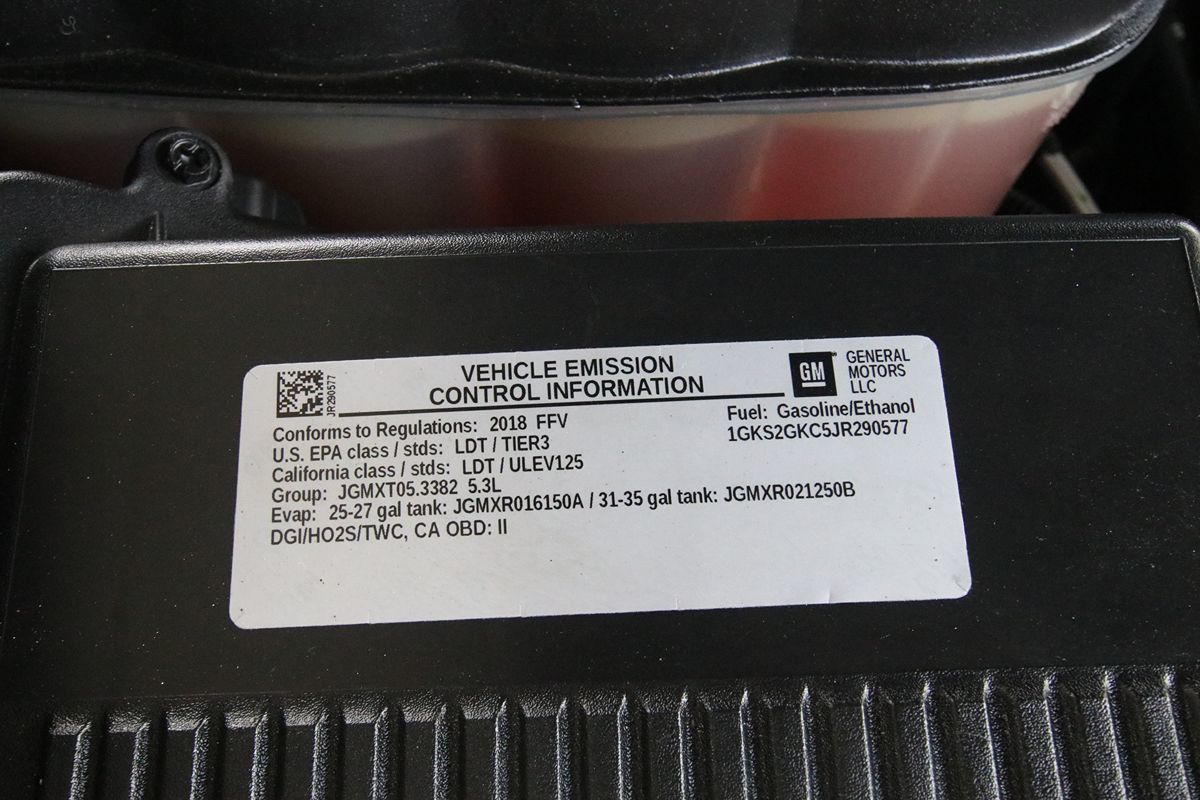 JR290577
VEHICLE EMISSION
CONTROL INFORMATION
GM
GENERAL
MOTORS
LLC
Conforms to Regulations: 2018 FFV
Fuel: Gasoline/Ethanol
U.S. EPA class / stds: LDT / TIER3
1GKS2GKC5JR290577
California class / stds: LDT / ULEV125
Group: JGMXT05.3382 5.3L
Evap: 25-27 gal tank: JGMXR016150A / 31-35 gal tank: JGMXR021250B
DGI/HO2S/TWC, CA OBD: II